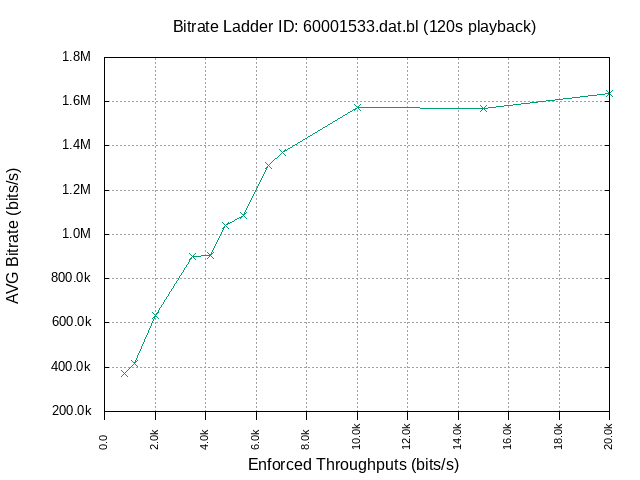 Bitrate Ladder ID: 60001533.dat.bl (120s playback)
AVG Bitrate (bits/s)
1.8M
1.6M
1.4M
1.2M
1.0M
800.0k
600.0k
400.0k
200.0k
0.0
2.0k
4.0k
6.0k
8.0k
10.0k
12.0k
14.0k
16.0k
18.0k
20.0k
Enforced Throughputs (bits/s)